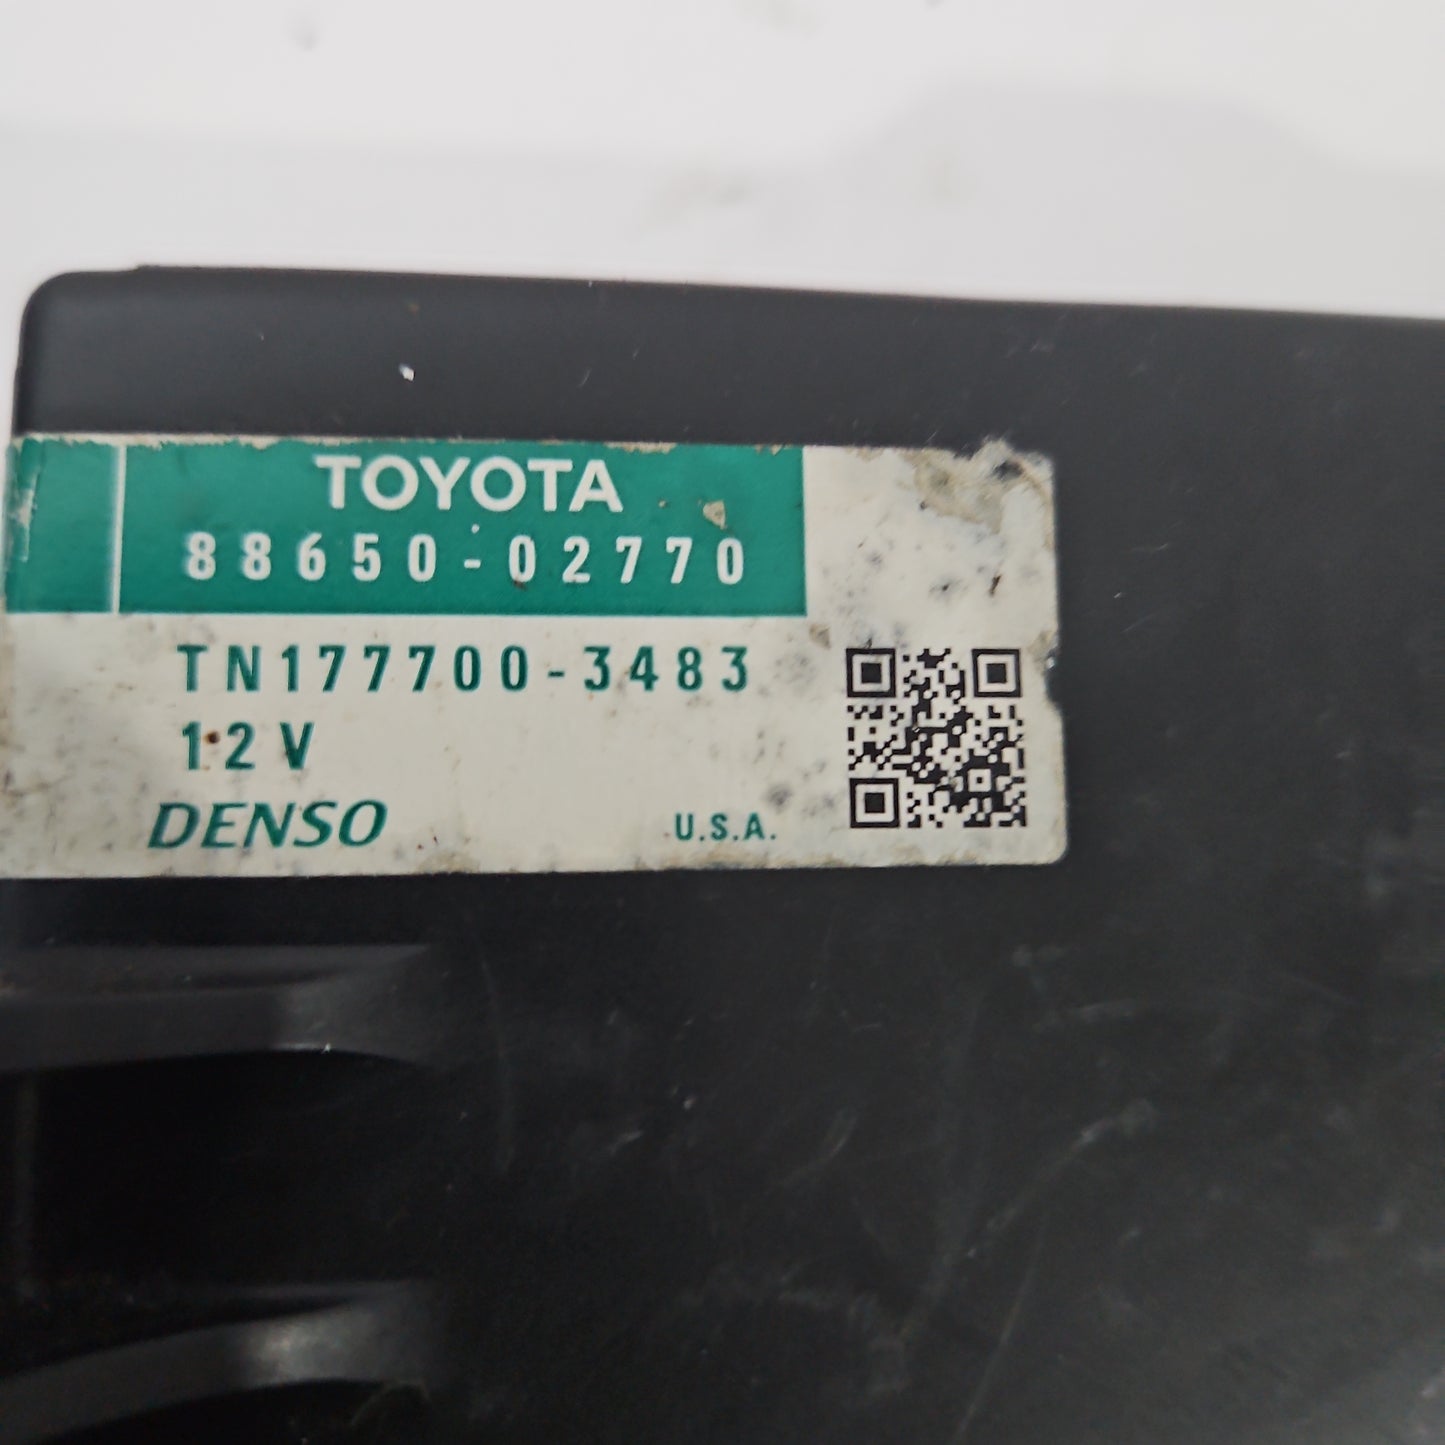 TOYOTA
88650-02770
TN177700-3483
12V
DENSO
U.S.A.